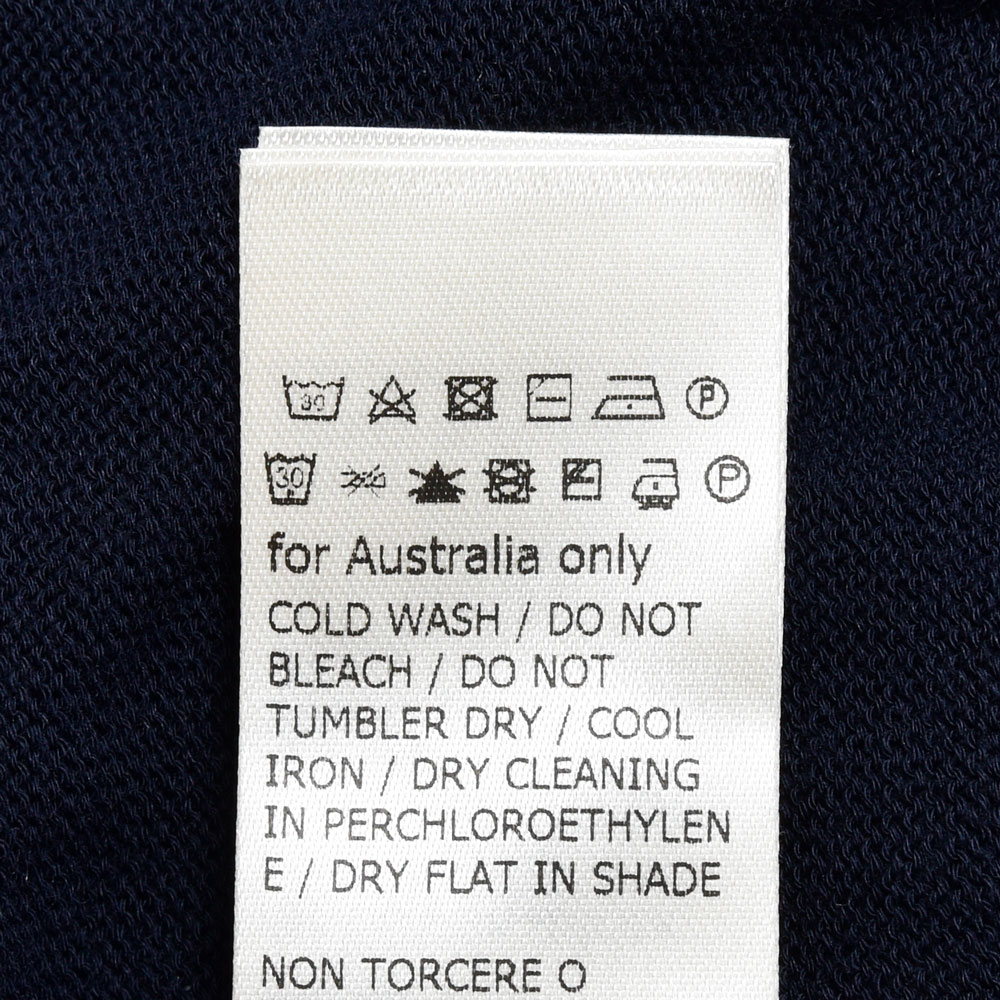 30 P
30 P
for Australia only
COLD WASH / DO NOT
BLEACH / DO NOT
TUMBLER DRY / COOL
IRON / DRY CLEANING
IN PERCHLOROETHYLEN
E / DRY FLAT IN SHADE
NON TORCERE O